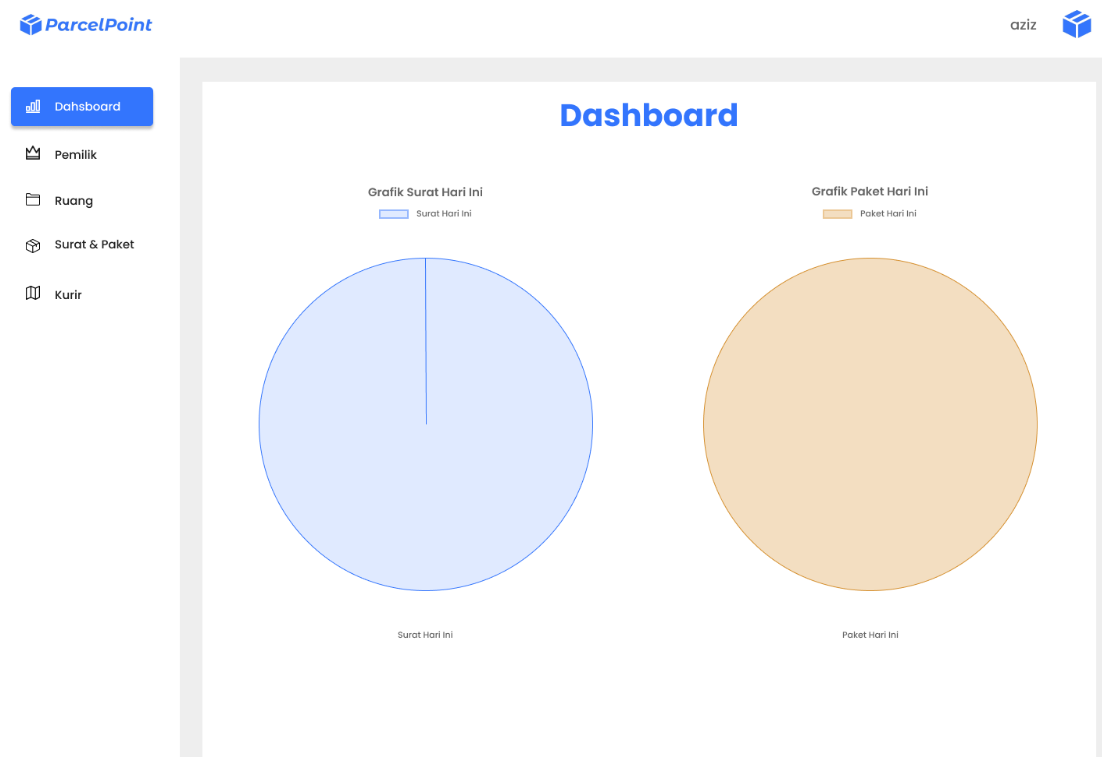 ParcelPoint
aziz
Dahsboard
Pemilik
Ruang
Surat & Paket
Kurir
Dashboard
Grafik Surat Hari Ini
Surat Hari Ini
Surat Hari Ini
Grafik Paket Hari Ini
Paket Hari Ini
Paket Hari Ini